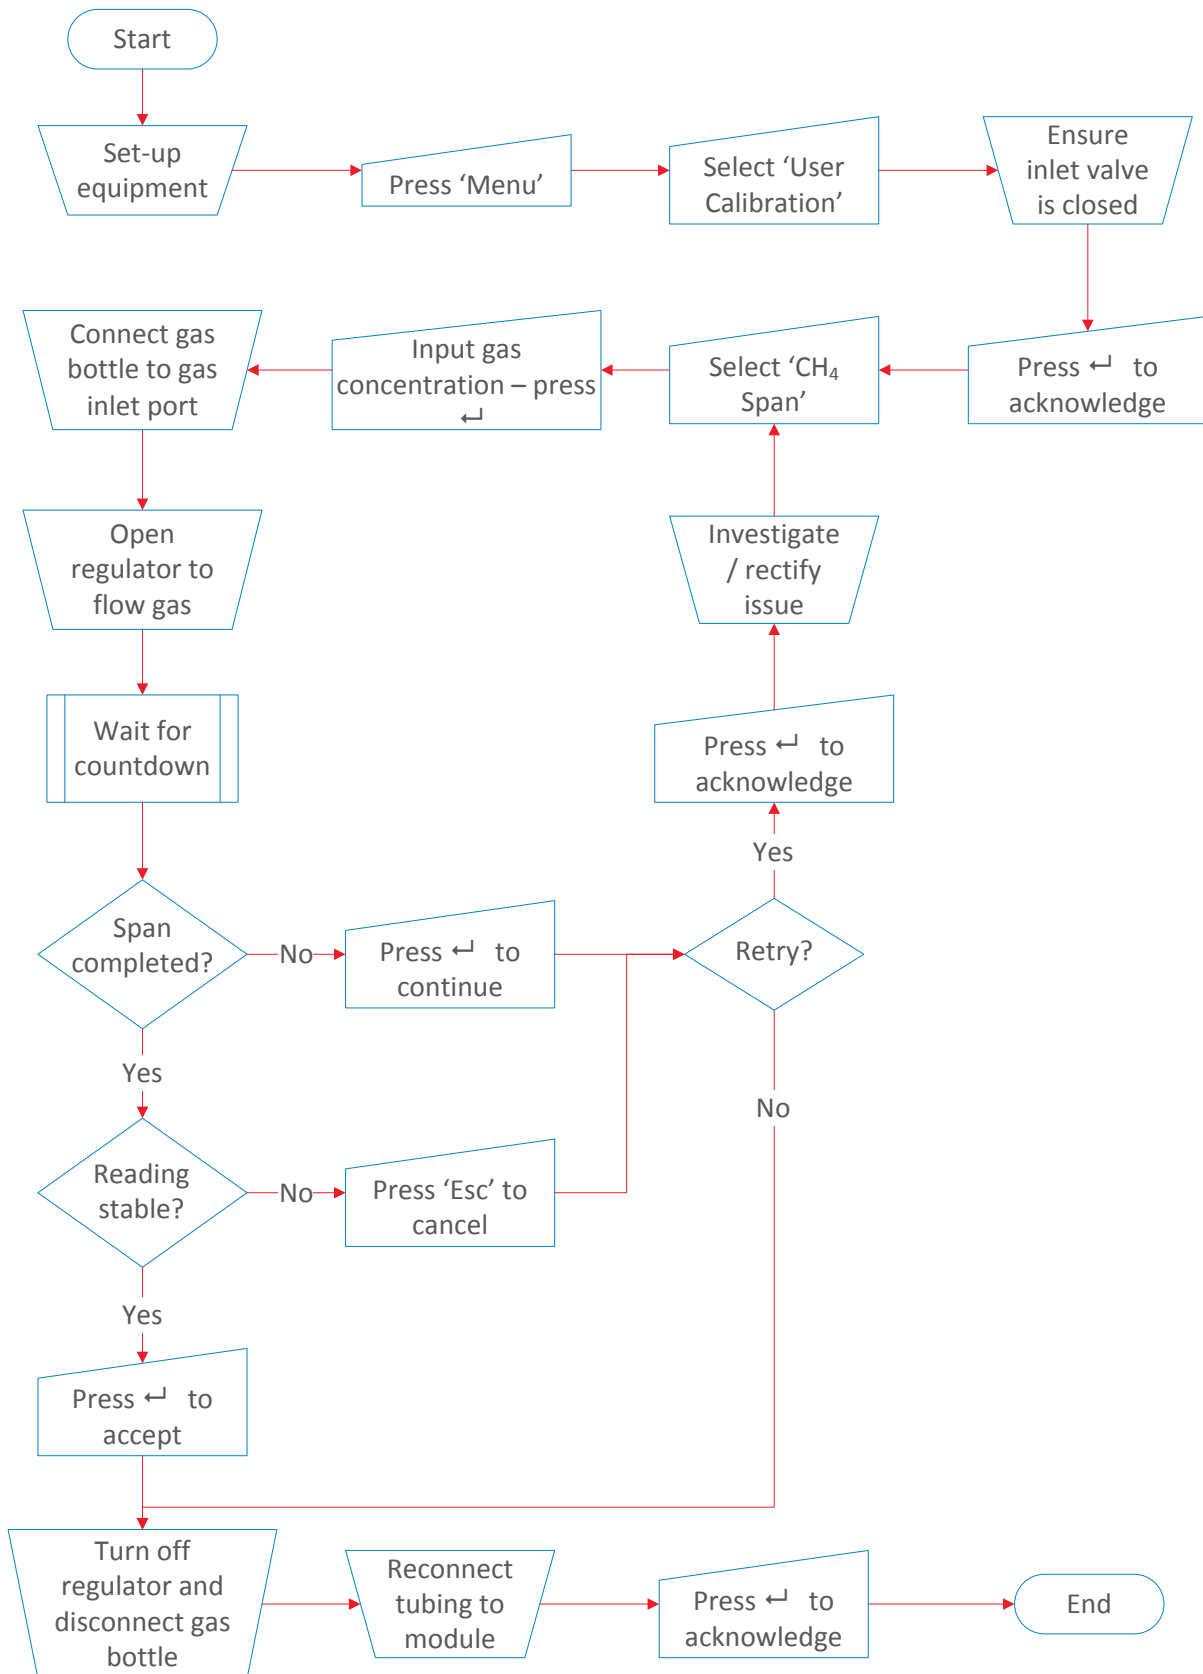 Start
Set-up
equipment
Press ‘Menu’
Select ‘User
Calibration’
Ensure
inlet valve
is closed
Press ↵ to
acknowledge
Select ‘CH₄
Span’
Input gas
concentration – press
↵
Connect gas
bottle to gas
inlet port
Open
regulator to
flow gas
Wait for
countdown
Span
completed?
No
Press ↵ to
continue
Retry?
Yes
Press ↵ to
acknowledge
Investigate
/ rectify
issue
No
Yes
Reading
stable?
No
Press ‘Esc’ to
cancel
Yes
Press ↵ to
accept
Turn off
regulator and
disconnect gas
bottle
Reconnect
tubing to
module
Press ↵ to
acknowledge
End